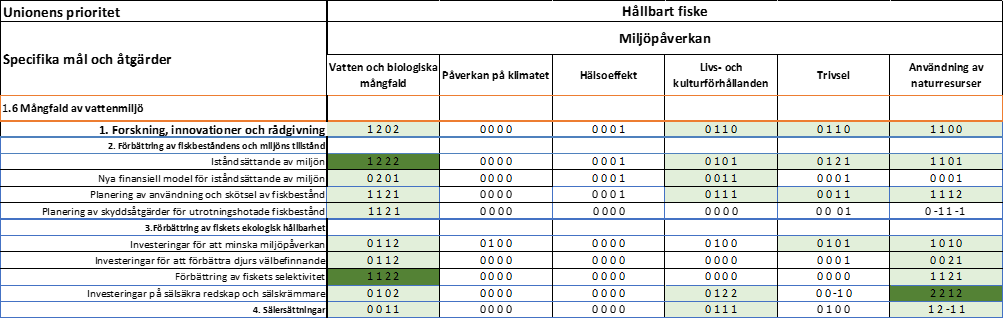 Unionens prioritet Hållbart fiske
Miljöpåverkan
Specifika mål och åtgärder
Vatten och biologiska mångfald Påverkan på klimatet Hälsoeffekt Livs- och kulturförhållanden Trivsel Användning av naturresurser
1.6 Mångfald av vattenmiljö
1. Forskning, innovationer och rådgivning 1 2 0 2 0 0 0 0 0 0 0 1 0 1 1 0 0 1 1 0 1 1 0 0
2. Förbättring av fiskbeståndens och miljöns tillstånd
Iståndsättande av miljön 1 2 2 2 0 0 0 0 0 0 0 1 0 1 0 1 0 1 2 1 1 1 0 1
Nya finansiell model för iståndsättande av miljön 0 2 0 1 0 0 0 0 0 0 0 1 0 0 1 1 0 0 0 1 0 0 0 1
Planering av användning och skötsel av fiskbestånd 1 1 2 1 0 0 0 0 0 0 0 1 0 1 1 1 0 0 1 1 1 1 1 2
Planering av skyddsåtgärder för utrotningshotade fiskbestånd 1 1 2 1 0 0 0 0 0 0 0 0 0 0 0 0 00 01 0 -11 -1
3.Förbättring av fiskets ekologisk hållbarhet
Investeringar för att minska miljöpåverkan 0 1 1 2 0 1 0 0 0 0 0 0 0 1 0 0 0 1 0 1 1 0 1 0
Investeringar för att förbättra djurs välbefinnande 0 1 1 2 0 0 0 0 0 0 0 0 0 0 0 0 0 0 0 1 0 0 2 1
Förbättring av fiskets selektivitet 1 1 2 2 0 0 0 0 0 0 0 0 0 0 0 0 0 0 0 0 1 1 2 1
Investeringar på sälsäkra redskap och sälskrämmare 0 1 0 2 0 0 0 0 0 0 0 0 0 1 2 2 0 0 -1 0 2 2 1 2
4. Sälersättningar 0 0 1 1 0 0 0 0 0 0 0 0 0 1 1 1 0 1 0 0 1 2 -1 1